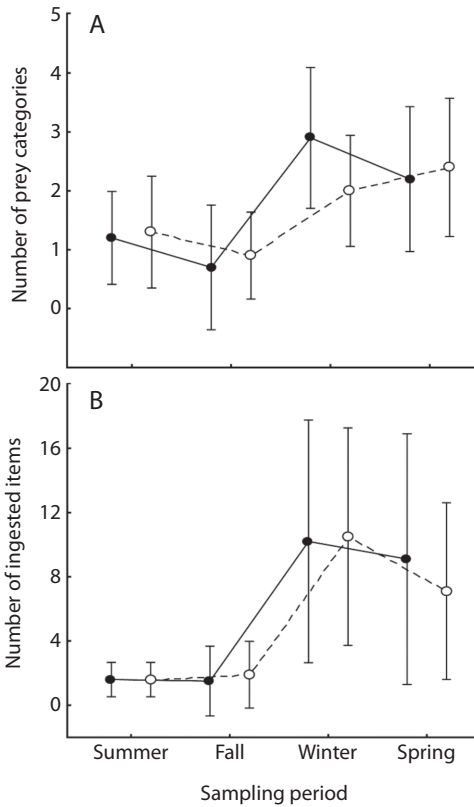 A
5
4
3
2
1
0
Number of prey categories
B
20
16
12
8
4
0
Number of ingested items
Summer Fall Winter Spring
Sampling period